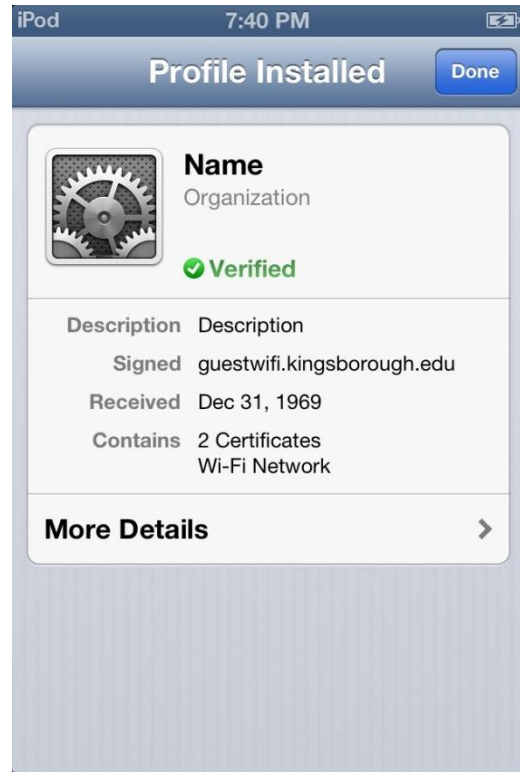 iPod 7:40 PM
Profile Installed Done
Name
Organization
Verified
Description Description
Signed guestwifi.kingsborough.edu
Received Dec 31, 1969
Contains 2 Certificates
Wi-Fi Network
More Details